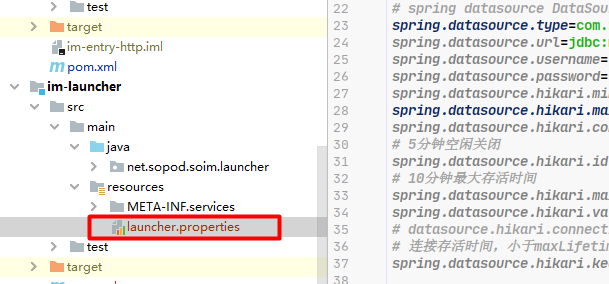 test
target
im-entry-http.iml
pom.xml
im-launcher
src
main
java
net.sopod.soim.launcher
resources
META-INF.services
launcher.properties
test
target
22 # spring datasource DataSour
23 spring.datasource.type=com.
24 spring.datasource.url=jdbc:
25 spring.datasource.username=
26 spring.datasource.password=
27 spring.datasource.hikari.mi
28 spring.datasource.hikari.ma
29 spring.datasource.hikari.co
30 # 5分钟空闲关闭
31 spring.datasource.hikari.id
32 # 10分钟最大存活时间
33 spring.datasource.hikari.ma
34 spring.datasource.hikari.va
35 # datasource.hikari.connecti
36 # 连接存活时间，小于maxLifetim
37 spring.datasource.hikari.ke
38